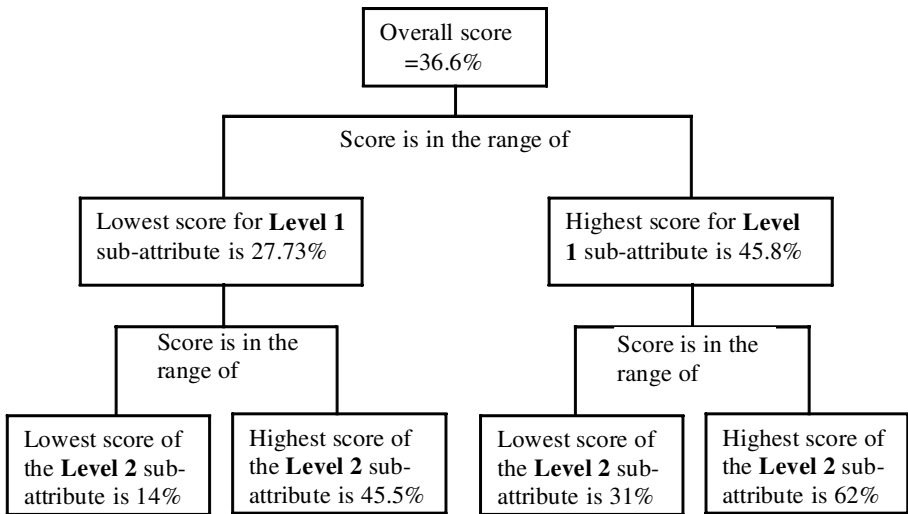 Overall score
=36.6%
Score is in the range of
Lowest score for Level 1
sub-attribute is 27.73%
Highest score for Level
1 sub-attribute is 45.8%
Score is in the
range of
Score is in the
range of
Lowest score of
the Level 2 sub-
attribute is 14%
Highest score of
the Level 2 sub-
attribute is 45.5%
Lowest score of
the Level 2 sub-
attribute is 31%
Highest score of
the Level 2 sub-
attribute is 62%